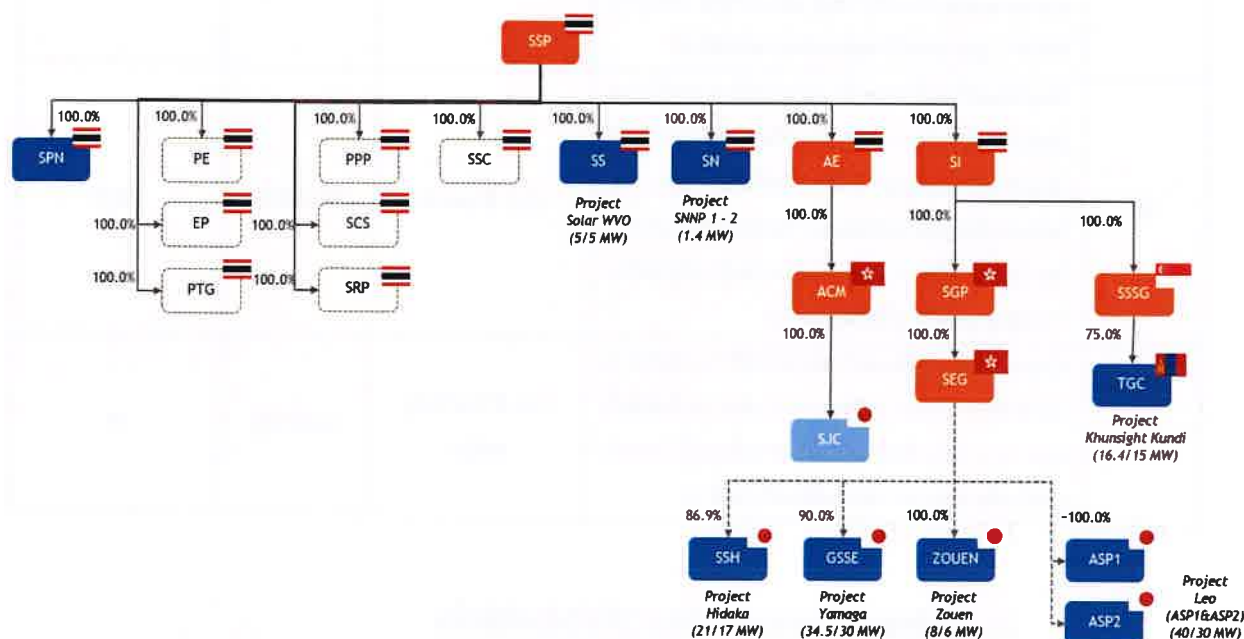 SSP
100.0%
100.0%
100.0%
100.0%
100.0%
100.0%
100.0%
100.0%
SPN
PE
PPP
SSC
SS
SN
AE
SI
Project
Solar WVO
(5/5 MW)
Project
SNNP 1 - 2
(1.4 MW)
100.0%
EP
100.0%
SCS
100.0%
100.0%
100.0%
100.0%
PTG
100.0%
SRP
ACM
SGP
SSSG
100.0%
100.0%
75.0%
SEG
TGC
Project
Khunsight Kundi
(16.4/15 MW)
SJC
86.9%
90.0%
100.0%
~100.0%
SSH
GSSE
ZOUEN
ASP1
Project
Hidaka
(21/17 MW)
Project
Yamaga
(34.5/30 MW)
Project
Zouen
(8/6 MW)
ASP2
Project
Leo
(ASP1&ASP2)
(40/30 MW)